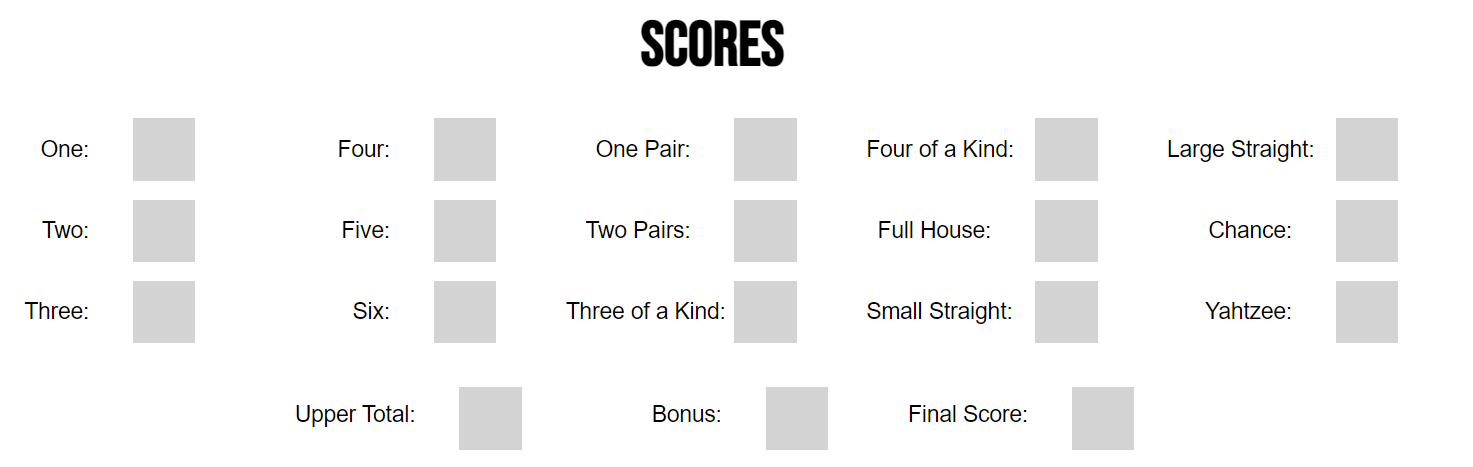 SCORES
One: Four: One Pair: Four of a Kind: Large Straight:
Two: Five: Two Pairs: Full House: Chance:
Three: Six: Three of a Kind: Small Straight: Yahtzee:
Upper Total: Bonus: Final Score: